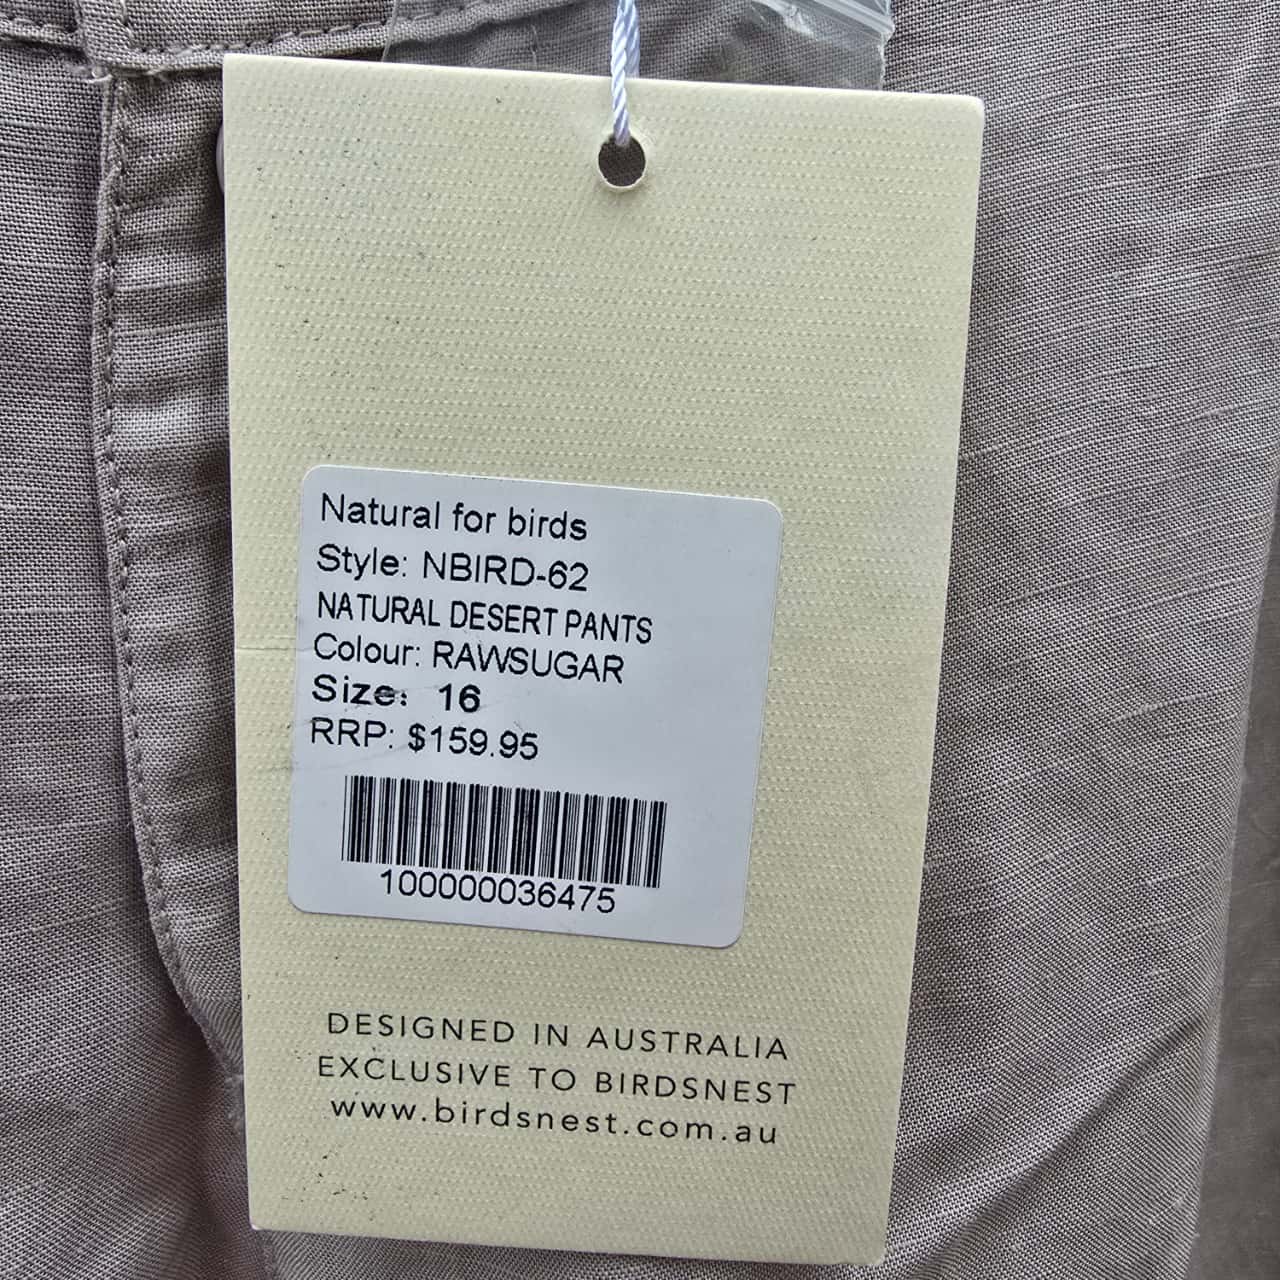 Natural for birds
Style: NBIRD-62
NATURAL DESERT PANTS
Colour: RAWSUGAR
Size: 16
RRP: $159.95
100000036475
DESIGNED IN AUSTRALIA
EXCLUSIVE TO BIRDSNEST
www.birdsnest.com.au